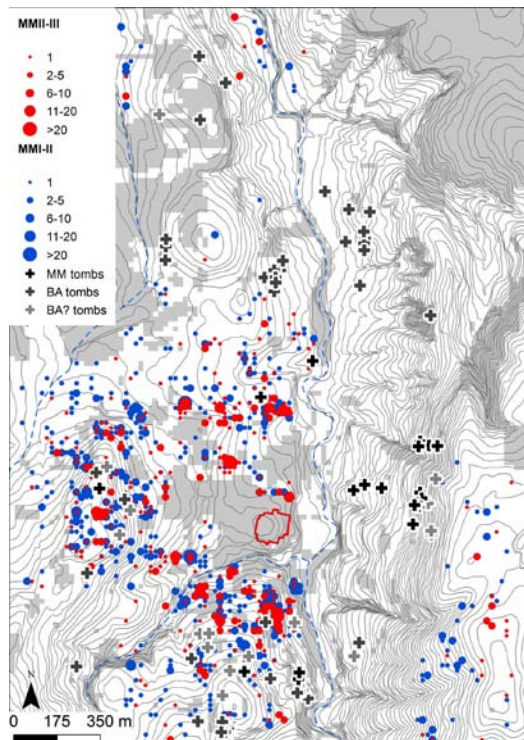 MMII-III
1
2-5
6-10
11-20
>20
MMI-II
1
2-5
6-10
11-20
>20
MM tombs
BA tombs
BA? tombs
N
0 175 350 m